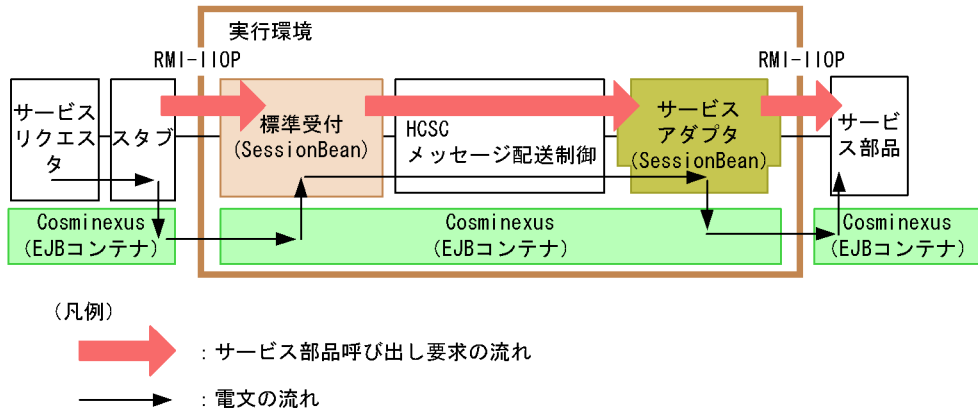 実行環境
RMI-IIOP
RMI-IIOP
サービス
リクエス
タ
スタブ
標準受付
(SessionBean)
HCSC
メッセージ配送制御
サービス
アダプタ
(SessionBean)
サービ
ス部品
Cosminexus
(EJBコンテナ)
Cosminexus
(EJBコンテナ)
Cosminexus
(EJBコンテナ)
(凡例)
:サービス部品呼び出し要求の流れ
:電文の流れ